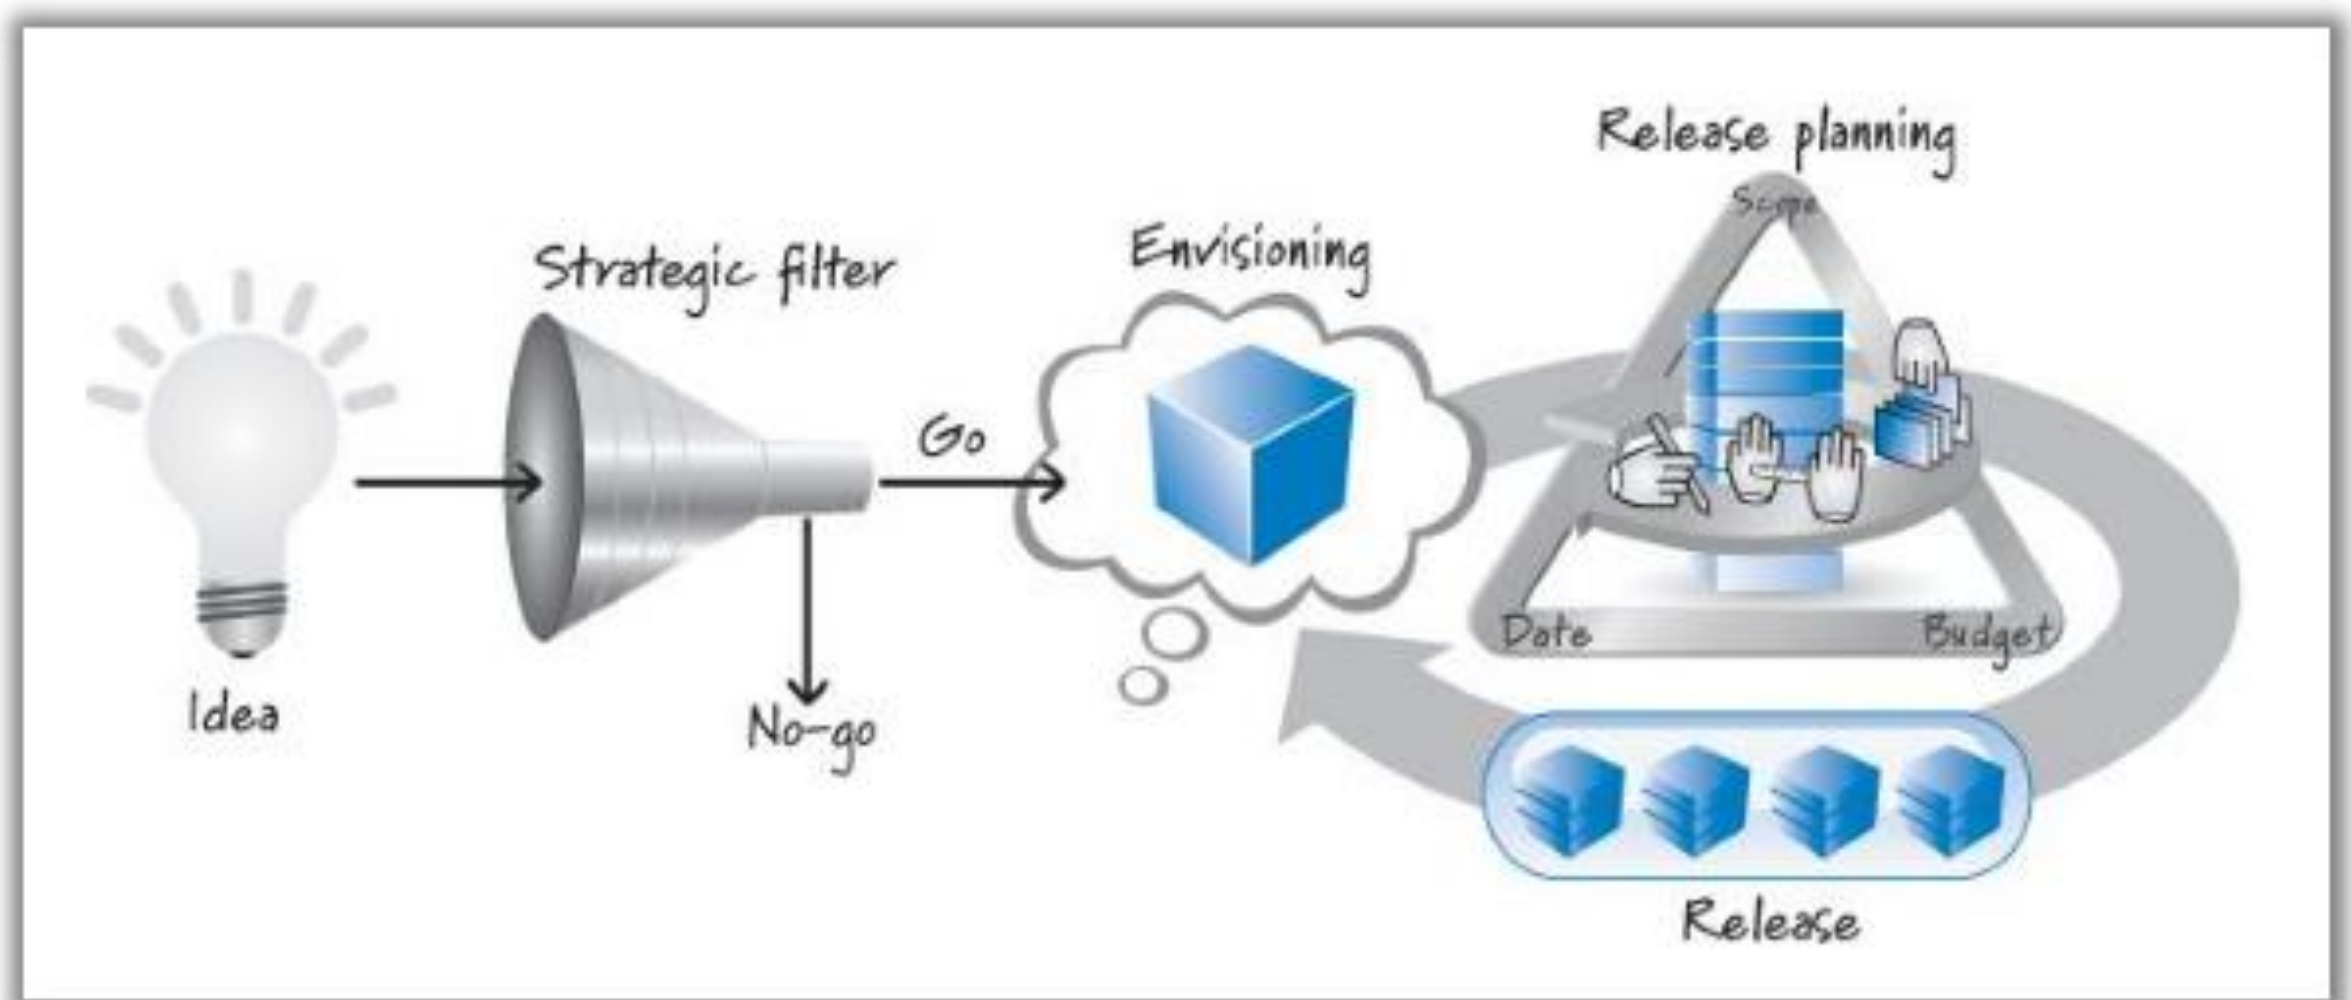 Idea
Strategic filter
Go
No-go
Envisioning
Release planning
Scope
Date
Budget
Release